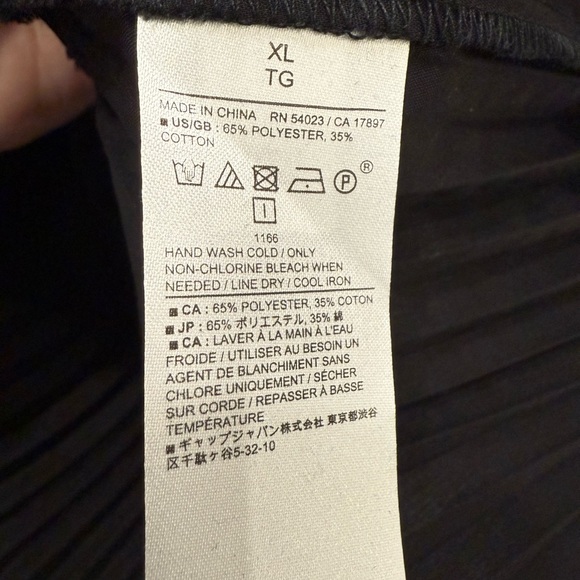 XL
TG
MADE IN CHINA RN 54023 / CA 17897
US/GB : 65% POLYESTER, 35%
COTTON
P ®
1166
HAND WASH COLD / ONLY
NON-CHLORINE BLEACH WHEN
NEEDED / LINE DRY / COOL IRON
CA : 65% POLYESTER, 35% COTTON
JP : 65% ポリエステル, 35% 綿
CA : LAVER À LA MAIN À L'EAU
FROIDE / UTILISER AU BESOIN UN
AGENT DE BLANCHIMENT SANS
CHLORE UNIQUEMENT / SÉCHER
SUR CORDE / REPASSER À BASSE
TEMPÉRATURE
ギャップジャパン株式会社 東京都渋谷
区千駄ヶ谷5-32-10